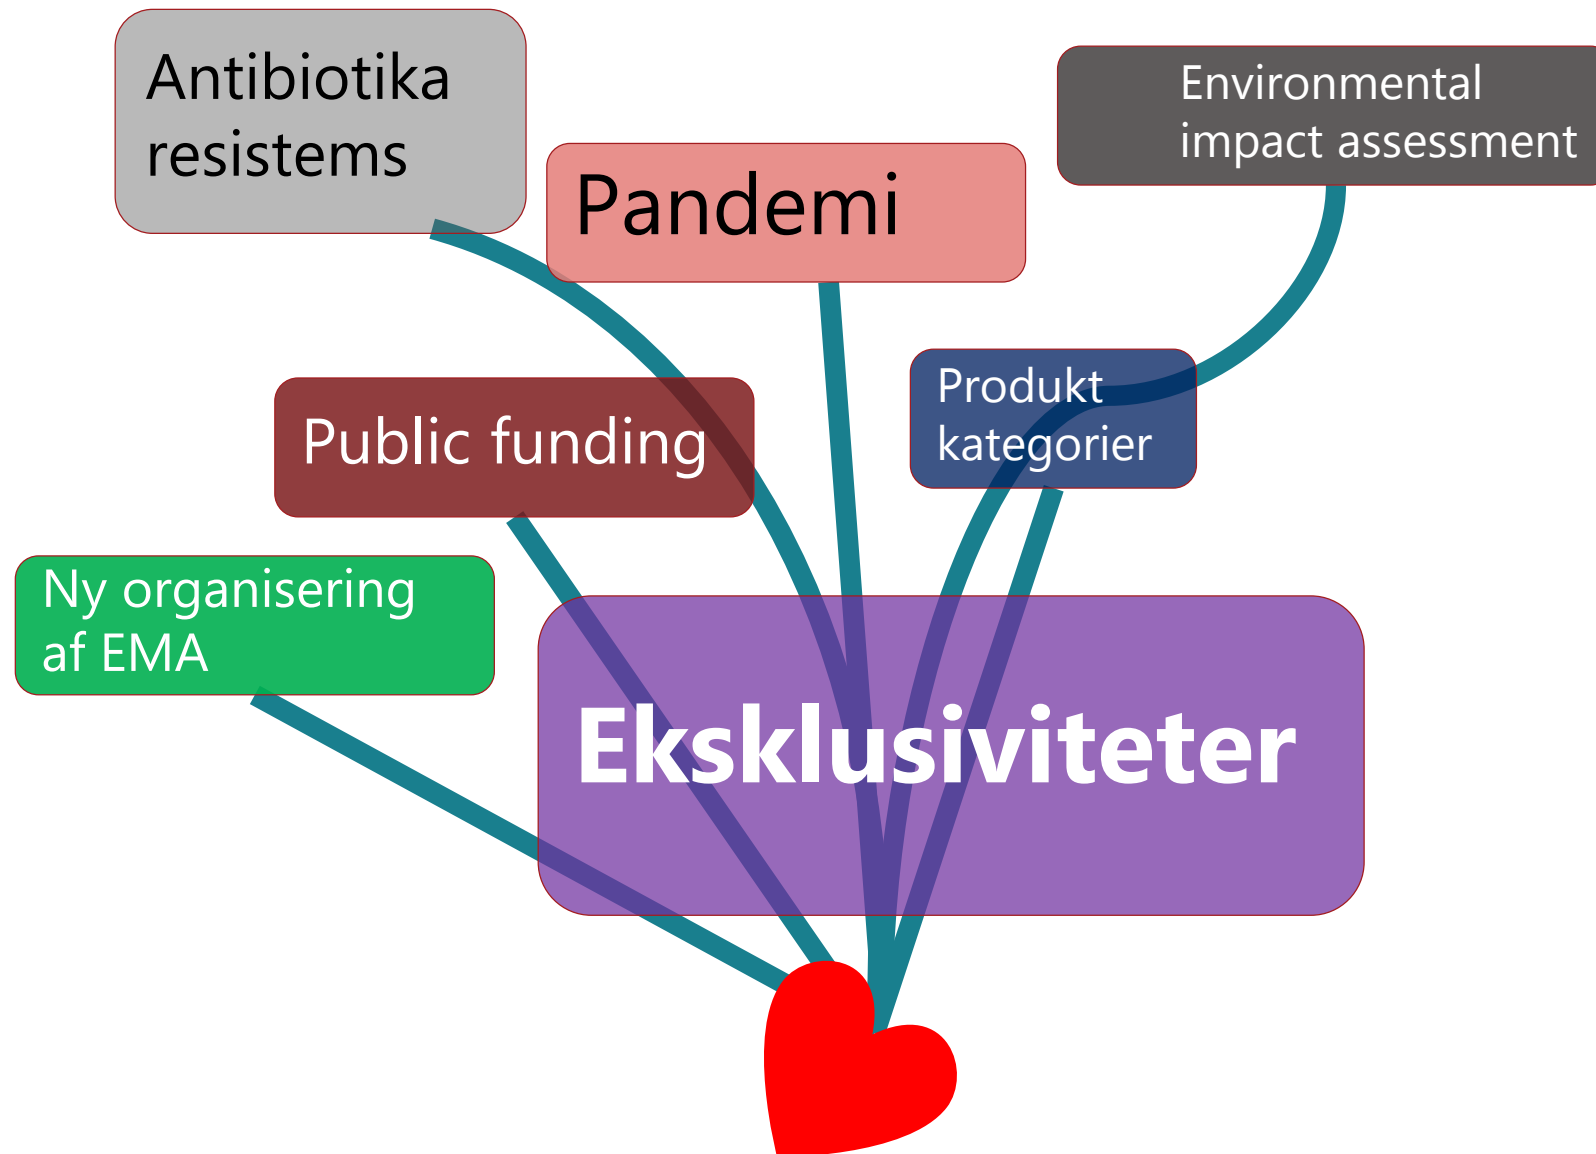 Antibiotika
resistems
Environmental
impact assessment
Pandemi
Produkt
kategorier
Public funding
Ny organisering
af EMA
Eksklusiviteter